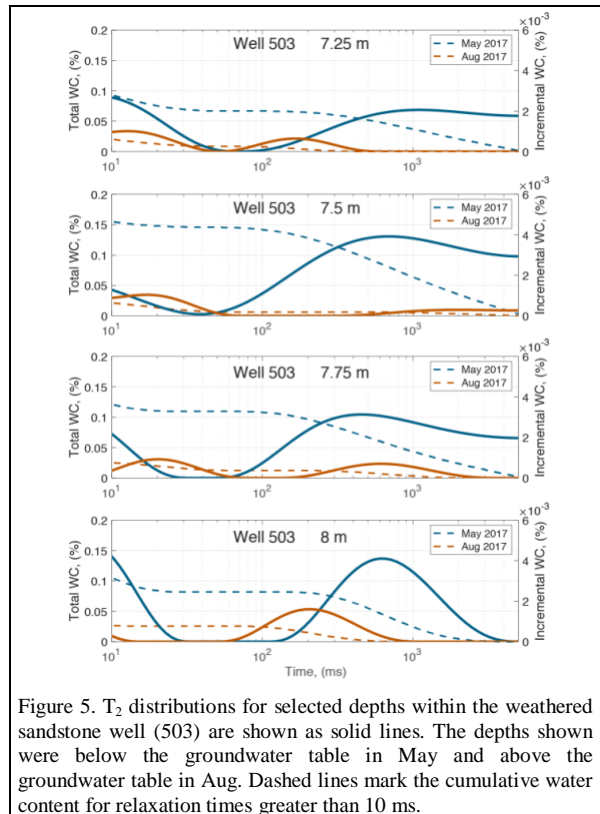 0.2
0.15
0.1
0.05
0
Total WC, (%)
Well 503 7.25 m
May 2017
Aug 2017
×10⁻³
6
4
2
0
Incremental WC, (%)
10¹ 10² 10³
0.2
0.15
0.1
0.05
0
Total WC, (%)
Well 503 7.5 m
May 2017
Aug 2017
×10⁻³
6
4
2
0
Incremental WC, (%)
10¹ 10² 10³
0.2
0.15
0.1
0.05
0
Total WC, (%)
Well 503 7.75 m
May 2017
Aug 2017
×10⁻³
6
4
2
0
Incremental WC, (%)
10¹ 10² 10³
0.2
0.15
0.1
0.05
0
Total WC, (%)
Well 503 8 m
May 2017
Aug 2017
×10⁻³
6
4
2
0
Incremental WC, (%)
10¹ 10² 10³
Time, (ms)
Figure 5. T₂ distributions for selected depths within the weathered
sandstone well (503) are shown as solid lines. The depths shown
were below the groundwater table in May and above the
groundwater table in Aug. Dashed lines mark the cumulative water
content for relaxation times greater than 10 ms.